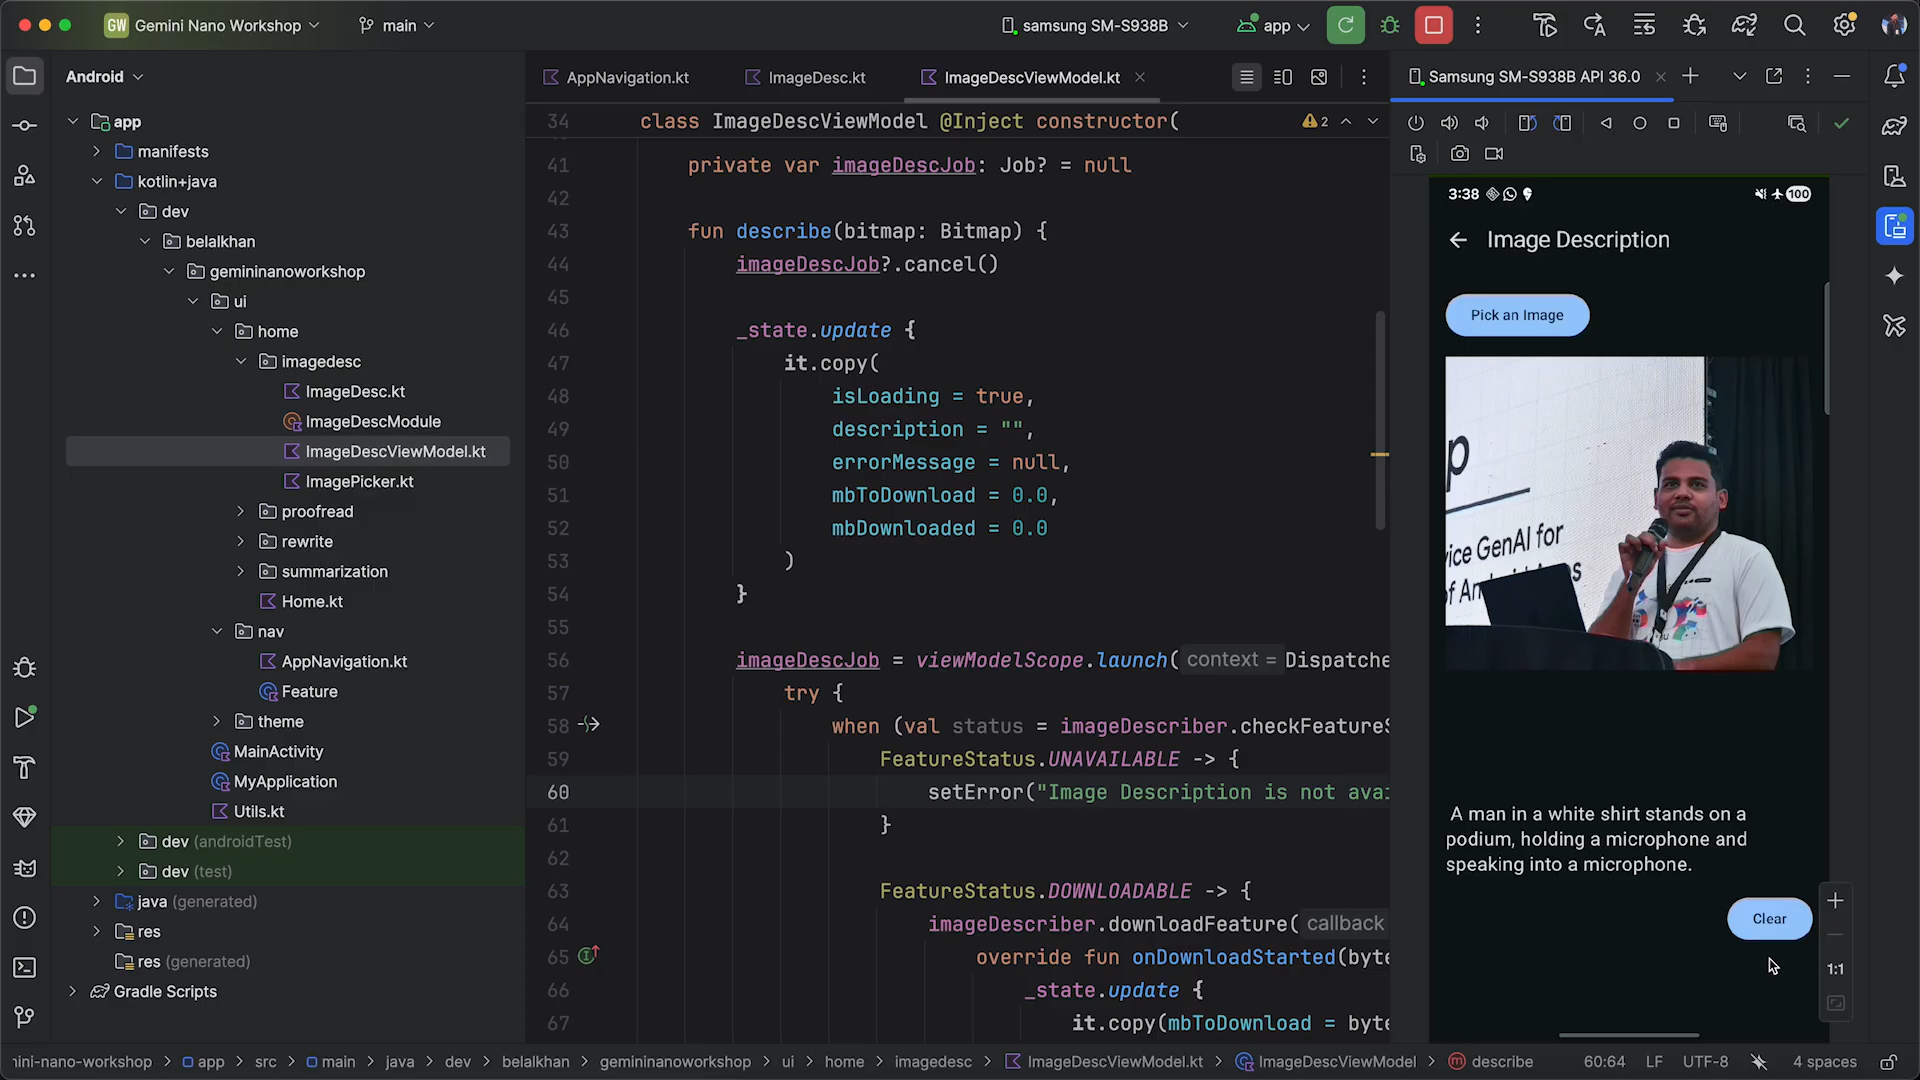 GW Gemini Nano Workshop
main
samsung SM-S938B
app
Android
app
manifests
kotlin+java
dev
belalkhan
gemininanoworkshop
ui
home
imagedesc
ImageDesc.kt
ImageDescModule
ImageDescViewModel.kt
ImagePicker.kt
proofread
rewrite
summarization
Home.kt
nav
AppNavigation.kt
Feature
theme
MainActivity
MyApplication
Utils.kt
dev (androidTest)
dev (test)
java (generated)
res
res (generated)
Gradle Scripts
AppNavigation.kt
ImageDesc.kt
ImageDescViewModel.kt
34 class ImageDescViewModel @Inject constructor(
2
41 private var imageDescJob: Job? = null
42
43 fun describe(bitmap: Bitmap) {
44 imageDescJob?.cancel()
45
46 _state.update {
47 it.copy(
48 isLoading = true,
49 description = "",
50 errorMessage = null,
51 mbToDownload = 0.0,
52 mbDownloaded = 0.0
53 )
54 }
55
56 imageDescJob = viewModelScope.launch( context = Dispatche
57 try {
58 when (val status = imageDescriber.checkFeatureS
59 FeatureStatus.UNAVAILABLE -> {
60 setError("Image Description is not avai
61 }
62
63 FeatureStatus.DOWNLOADABLE -> {
64 imageDescriber.downloadFeature( callback
65 override fun onDownloadStarted(byte
66 _state.update {
67 it.copy(mbToDownload = byte
Samsung SM-S938B API 36.0
3:38
100
Image Description
Pick an Image
p
vice GenAI for
of Android Apps
A man in a white shirt stands on a
podium, holding a microphone and
speaking into a microphone.
Clear
1:1
ini-nano-workshop > app > src > main > java > dev > belalkhan > gemininanoworkshop > ui > home > imagedesc > ImageDescViewModel.kt > ImageDescViewModel > describe
60:64 LF UTF-8 4 spaces